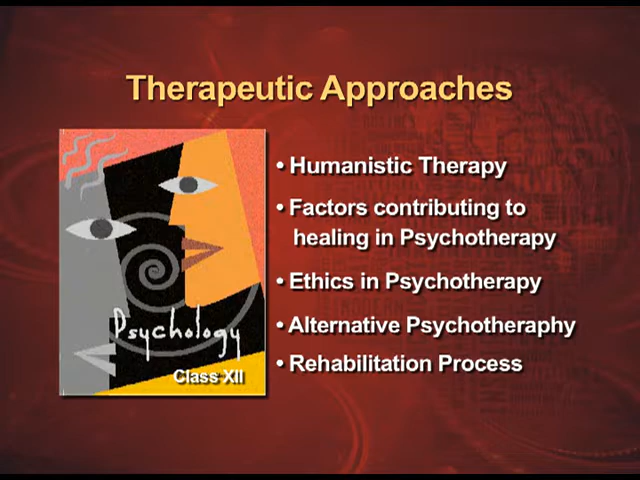 Therapeutic Approaches
• Humanistic Therapy
• Factors contributing to
healing in Psychotherapy
• Ethics in Psychotherapy
• Alternative Psychotheraphy
• Rehabilitation Process
Psychology
Class XII